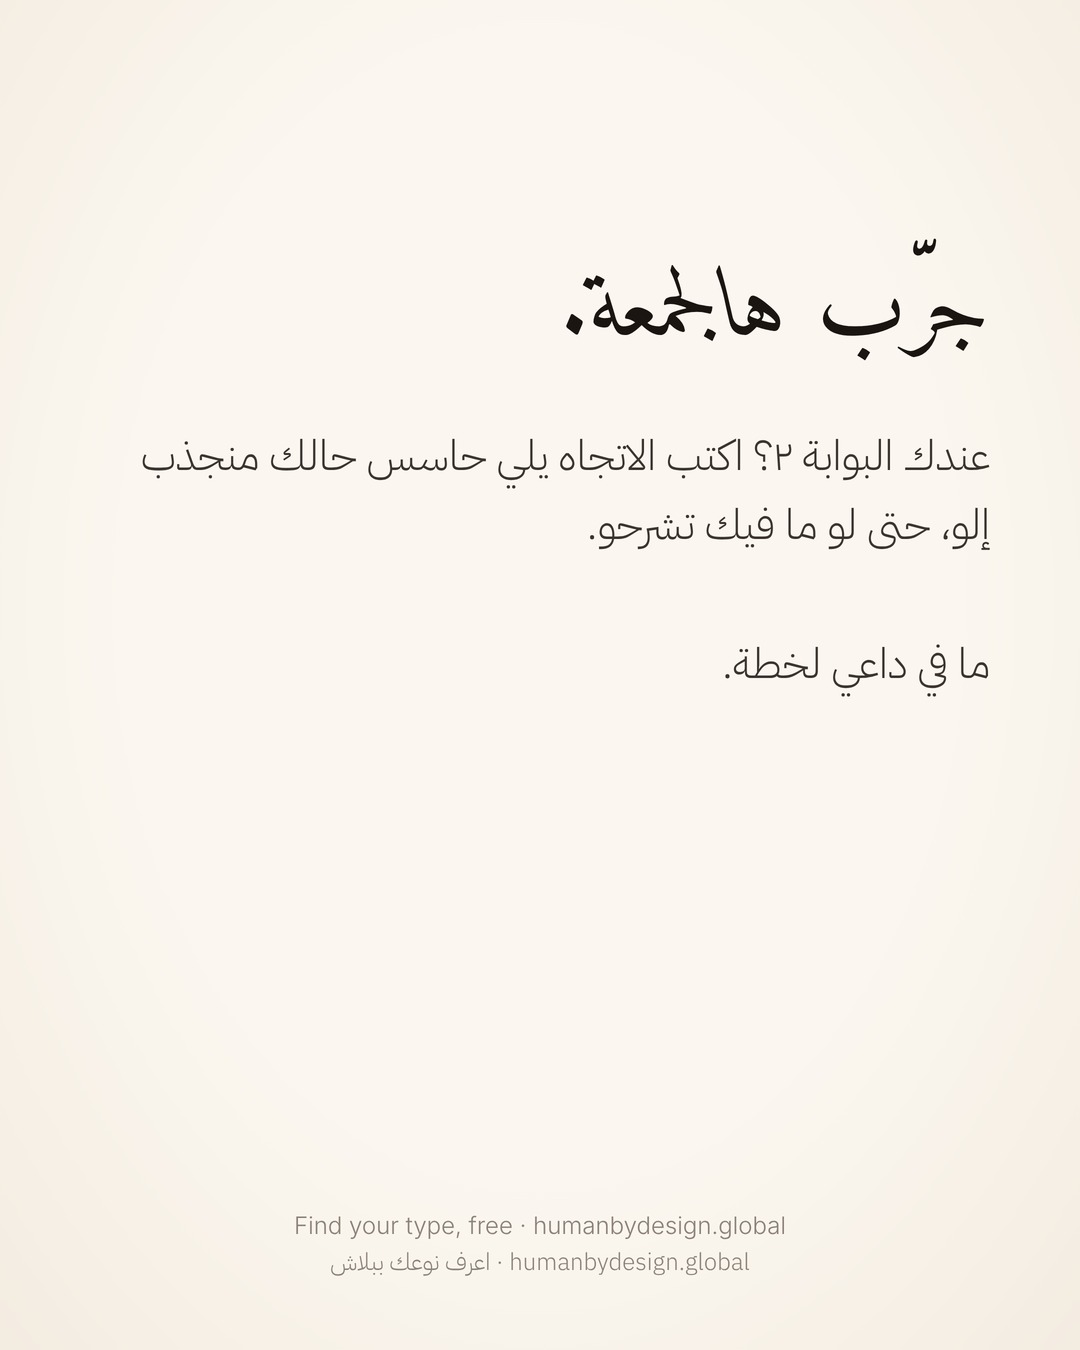 جرّب هالجمعة.
عندك البوابة ٢؟ اكتب الاتجاه يلي حاسس حالك منجذب
إلو، حتى لو ما فيك تشرحو.
ما في داعي لخطة.
Find your type, free · humanbydesign.global
اعرف نوعك ببلاش · humanbydesign.global